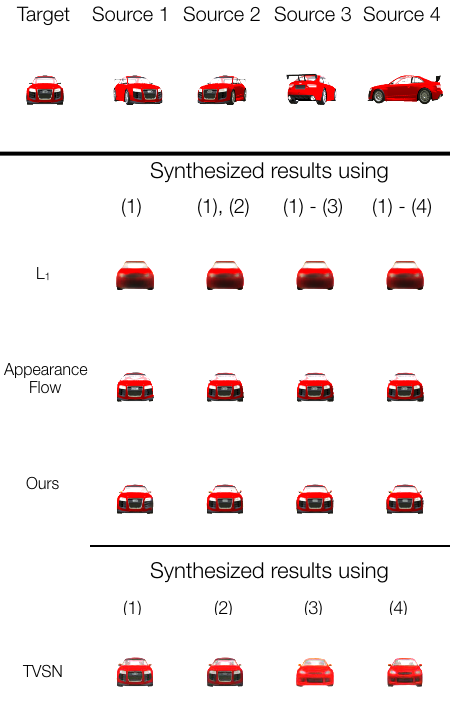 Target Source 1 Source 2 Source 3 Source 4
Synthesized results using
(1) (1), (2) (1) - (3) (1) - (4)
L₁
Appearance
Flow
Ours
Synthesized results using
(1) (2) (3) (4)
TVSN